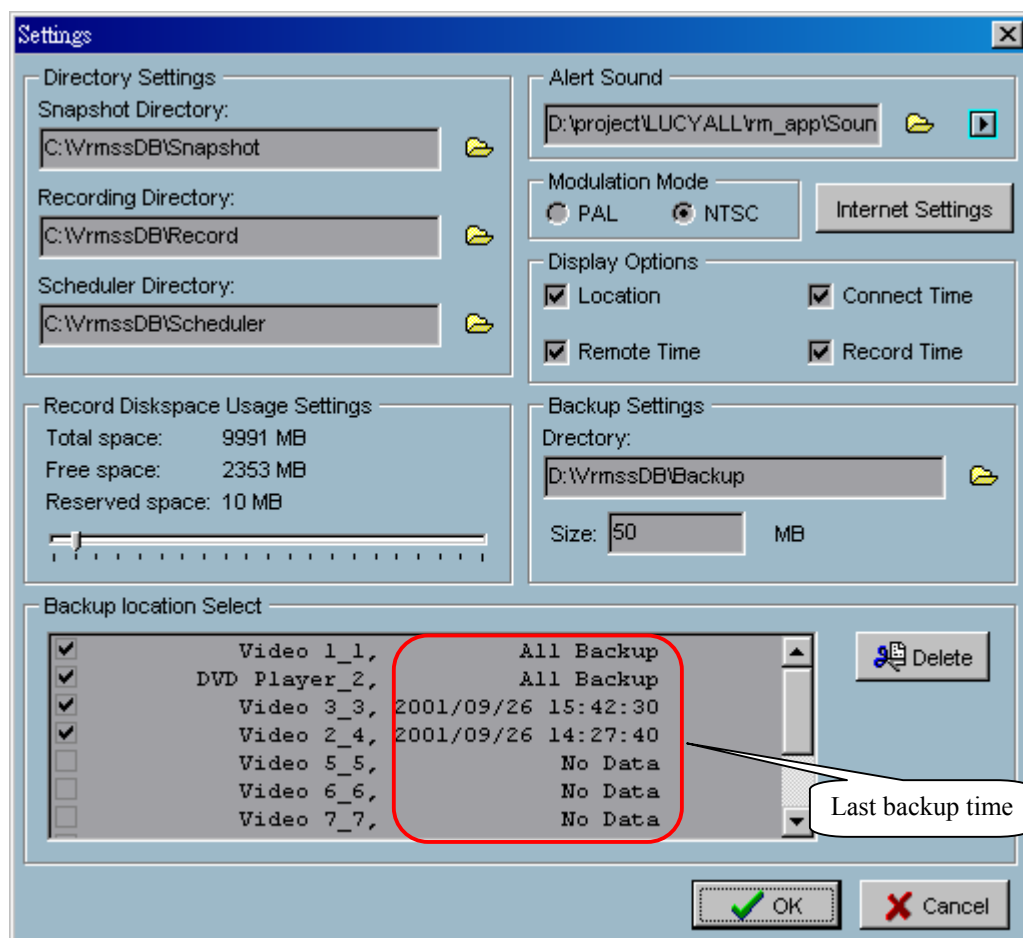 Settings
Directory Settings
Snapshot Directory:
C:\VrmssDB\Snapshot
Recording Directory:
C:\VrmssDB\Record
Scheduler Directory:
C:\VrmssDB\Scheduler
Alert Sound
D:\project\LUCYALL\rm_app\Soun
Modulation Mode
PAL NTSC
Internet Settings
Display Options
Location Connect Time
Remote Time Record Time
Record Diskspace Usage Settings
Total space: 9991 MB
Free space: 2353 MB
Reserved space: 10 MB
Backup Settings
Drectory:
D:\VrmssDB\Backup
Size: 50 MB
Backup location Select
Video 1_1, All Backup
DVD Player_2, All Backup
Video 3_3, 2001/09/26 15:42:30
Video 2_4, 2001/09/26 14:27:40
Video 5_5, No Data
Video 6_6, No Data
Video 7_7, No Data
Delete
Last backup time
OK Cancel